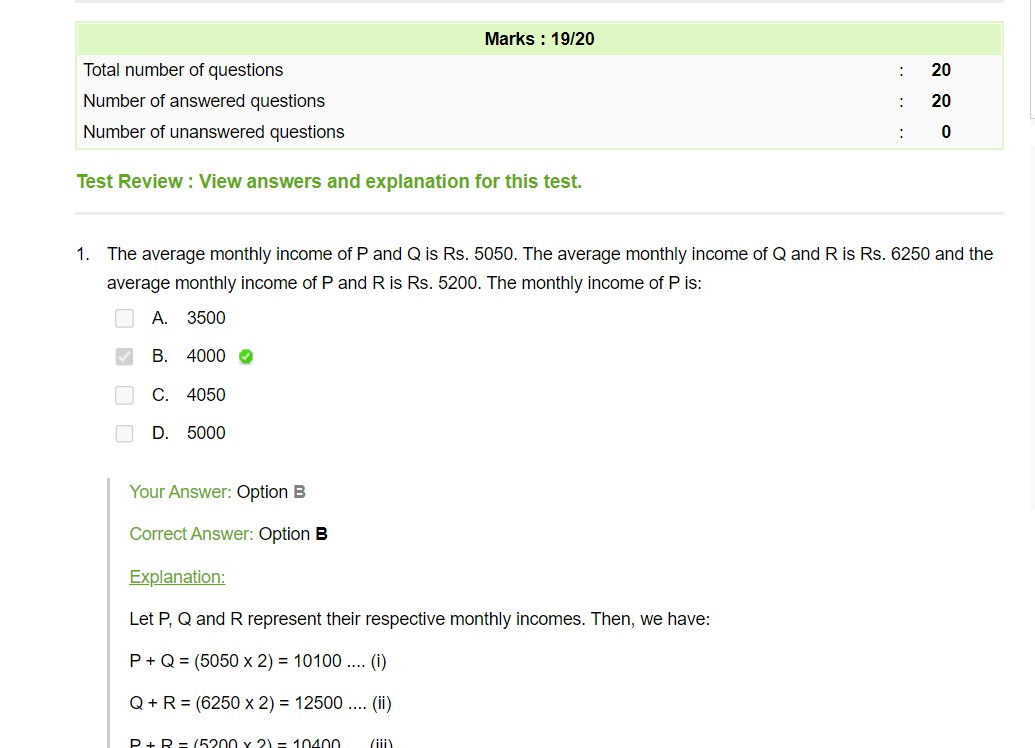 Marks : 19/20
Total number of questions : 20
Number of answered questions : 20
Number of unanswered questions : 0
Test Review : View answers and explanation for this test.
1. The average monthly income of P and Q is Rs. 5050. The average monthly income of Q and R is Rs. 6250 and the
average monthly income of P and R is Rs. 5200. The monthly income of P is:
A. 3500
B. 4000
C. 4050
D. 5000
Your Answer: Option B
Correct Answer: Option B
Explanation:
Let P, Q and R represent their respective monthly incomes. Then, we have:
P + Q = (5050 x 2) = 10100 .... (i)
Q + R = (6250 x 2) = 12500 .... (ii)
P + R = (5200 x 2) = 10400 .... (iii)